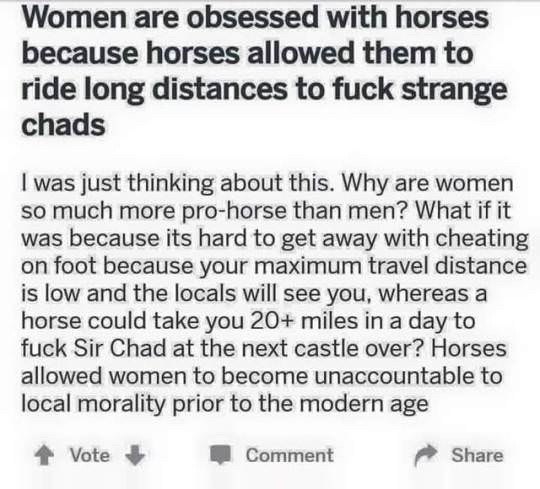 Women are obsessed with horses
because horses allowed them to
ride long distances to fuck strange
chads
I was just thinking about this. Why are women
so much more pro-horse than men? What if it
was because its hard to get away with cheating
on foot because your maximum travel distance
is low and the locals will see you, whereas a
horse could take you 20+ miles in a day to
fuck Sir Chad at the next castle over? Horses
allowed women to become unaccountable to
local morality prior to the modern age
Vote Comment Share